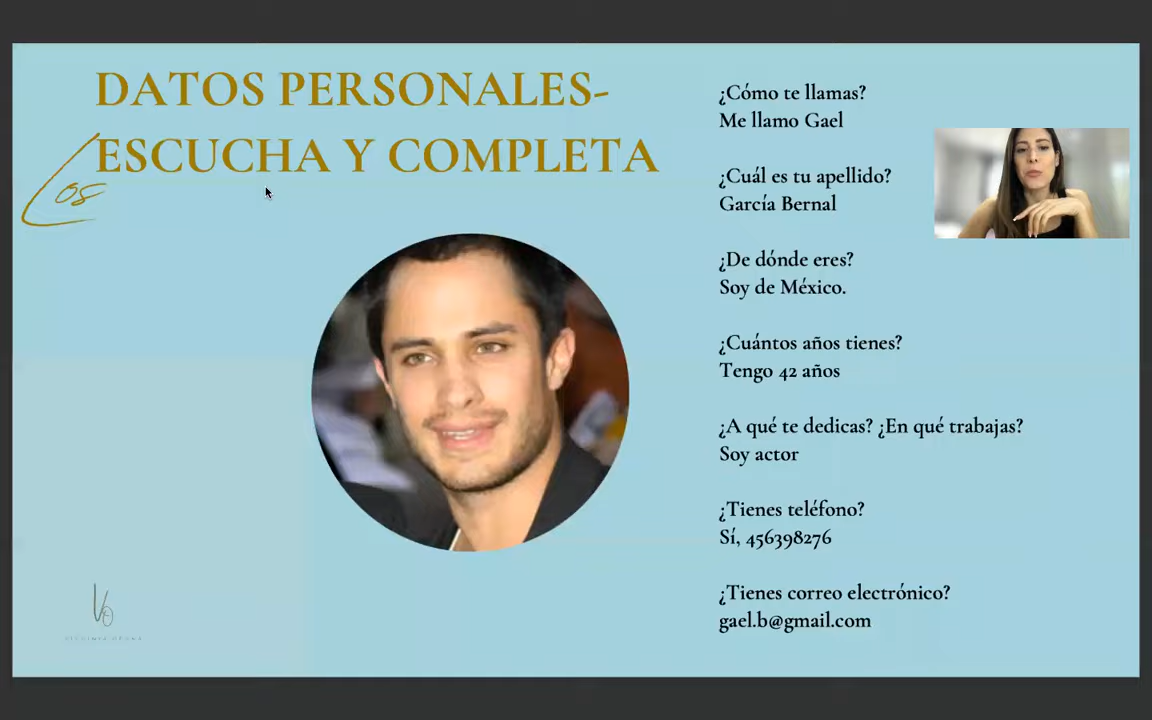 DATOS PERSONALES-
ESCUCHA Y COMPLETA
Los
¿Cómo te llamas?
Me llamo Gael
¿Cuál es tu apellido?
García Bernal
¿De dónde eres?
Soy de México.
¿Cuántos años tienes?
Tengo 42 años
¿A qué te dedicas? ¿En qué trabajas?
Soy actor
¿Tienes teléfono?
Sí, 456398276
¿Tienes correo electrónico?
gael.b@gmail.com